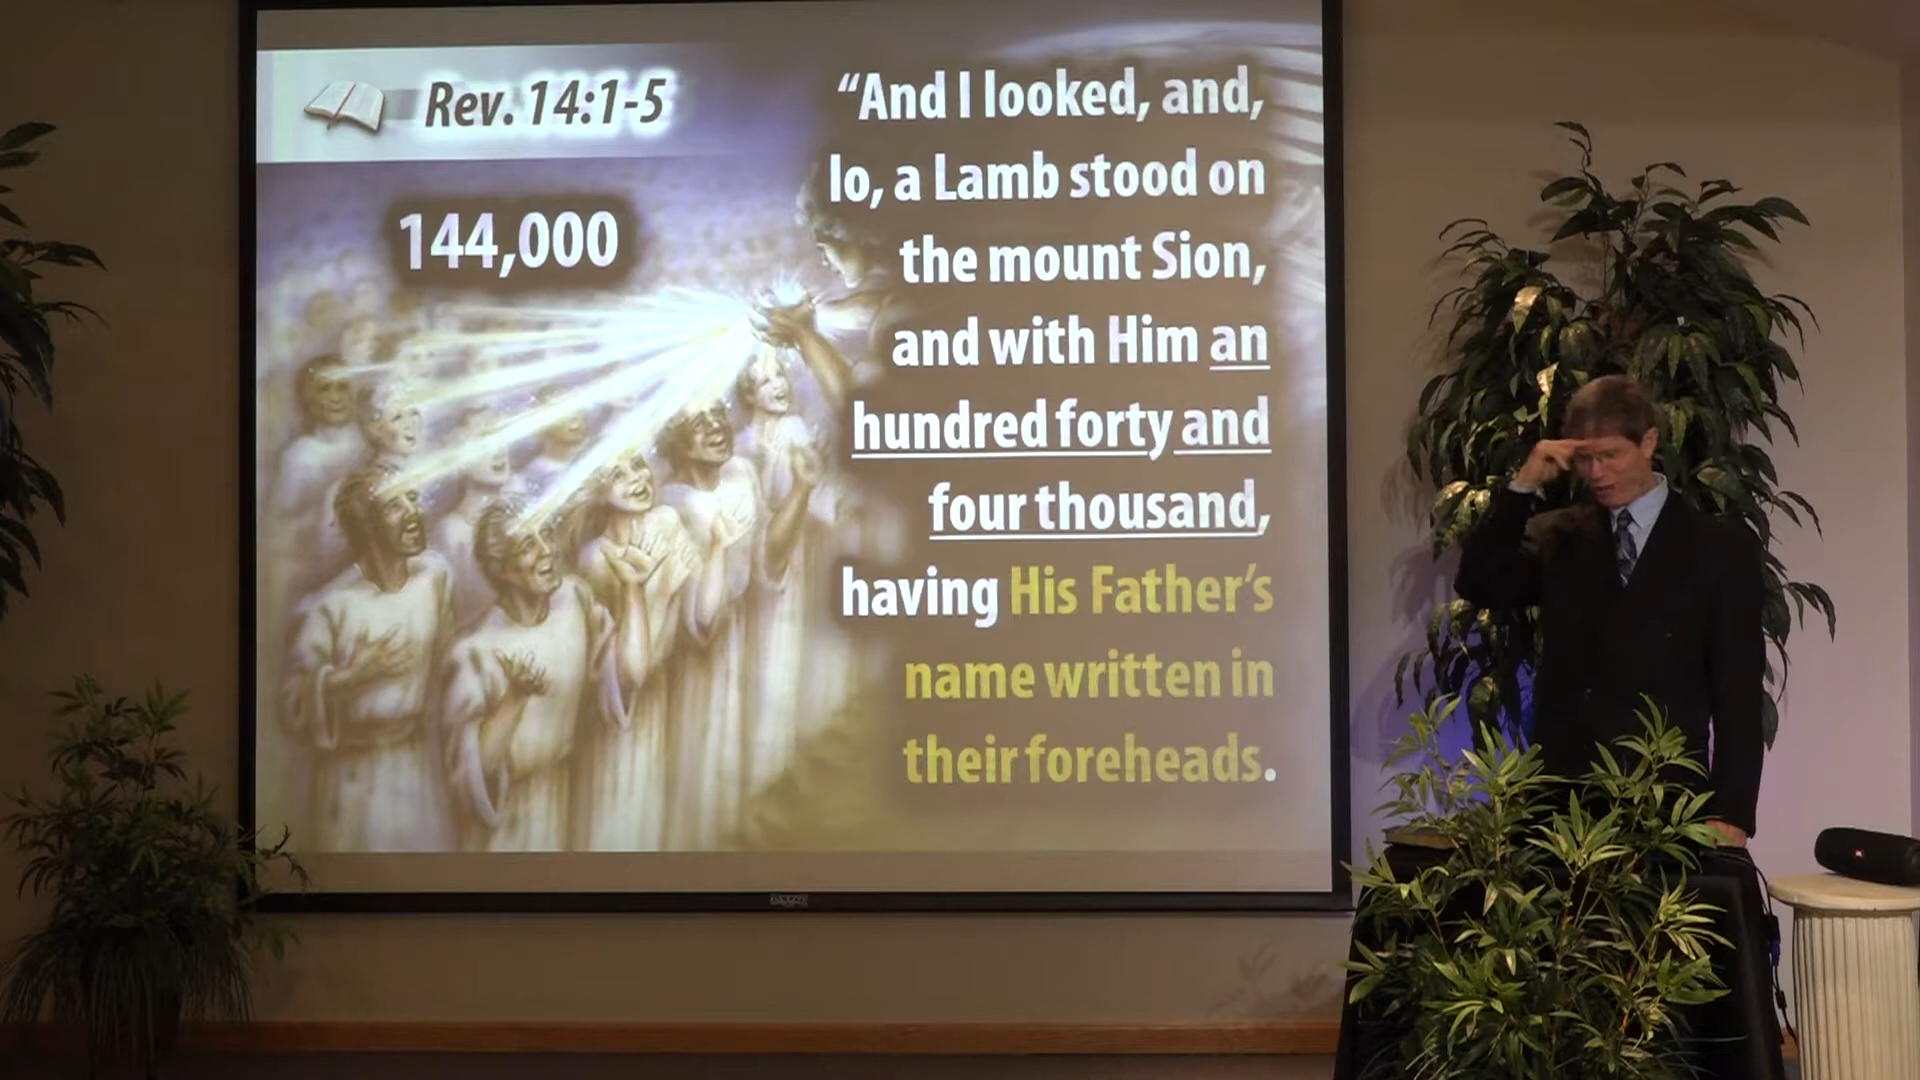 Rev. 14:1-5
144,000
“And I looked, and,
lo, a Lamb stood on
the mount Sion,
and with Him an
hundred forty and
four thousand,
having His Father’s
name written in
their foreheads.
JBL